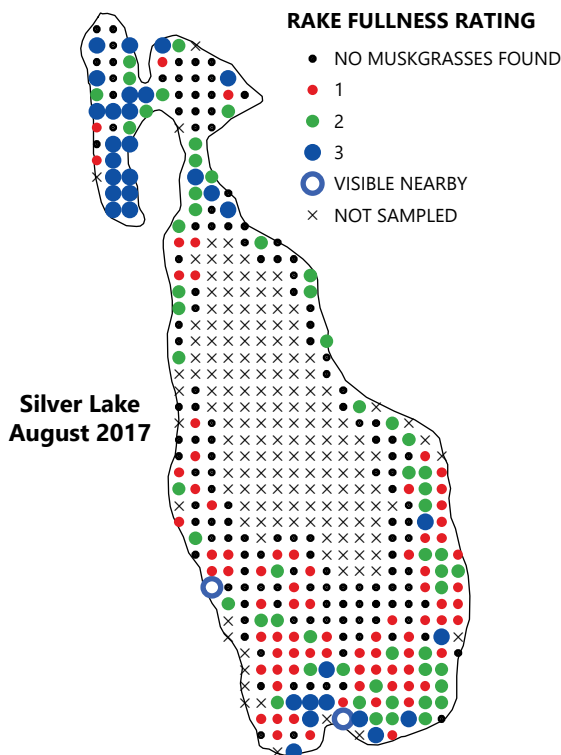 RAKE FULLNESS RATING
NO MUSKGRASSES FOUND
1
2
3
VISIBLE NEARBY
NOT SAMPLED
Silver Lake
August 2017